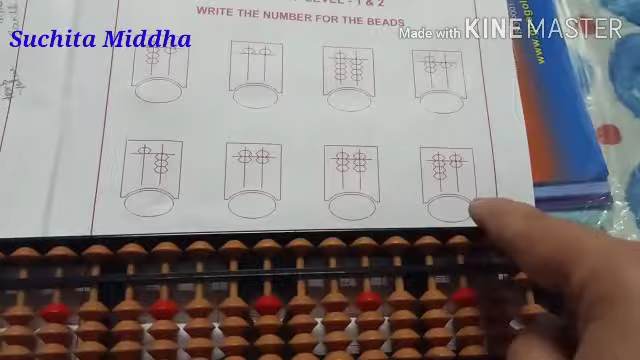 LEVEL - 1 & 2
WRITE THE NUMBER FOR THE BEADS
Suchita Middha
Made with KINEMASTER